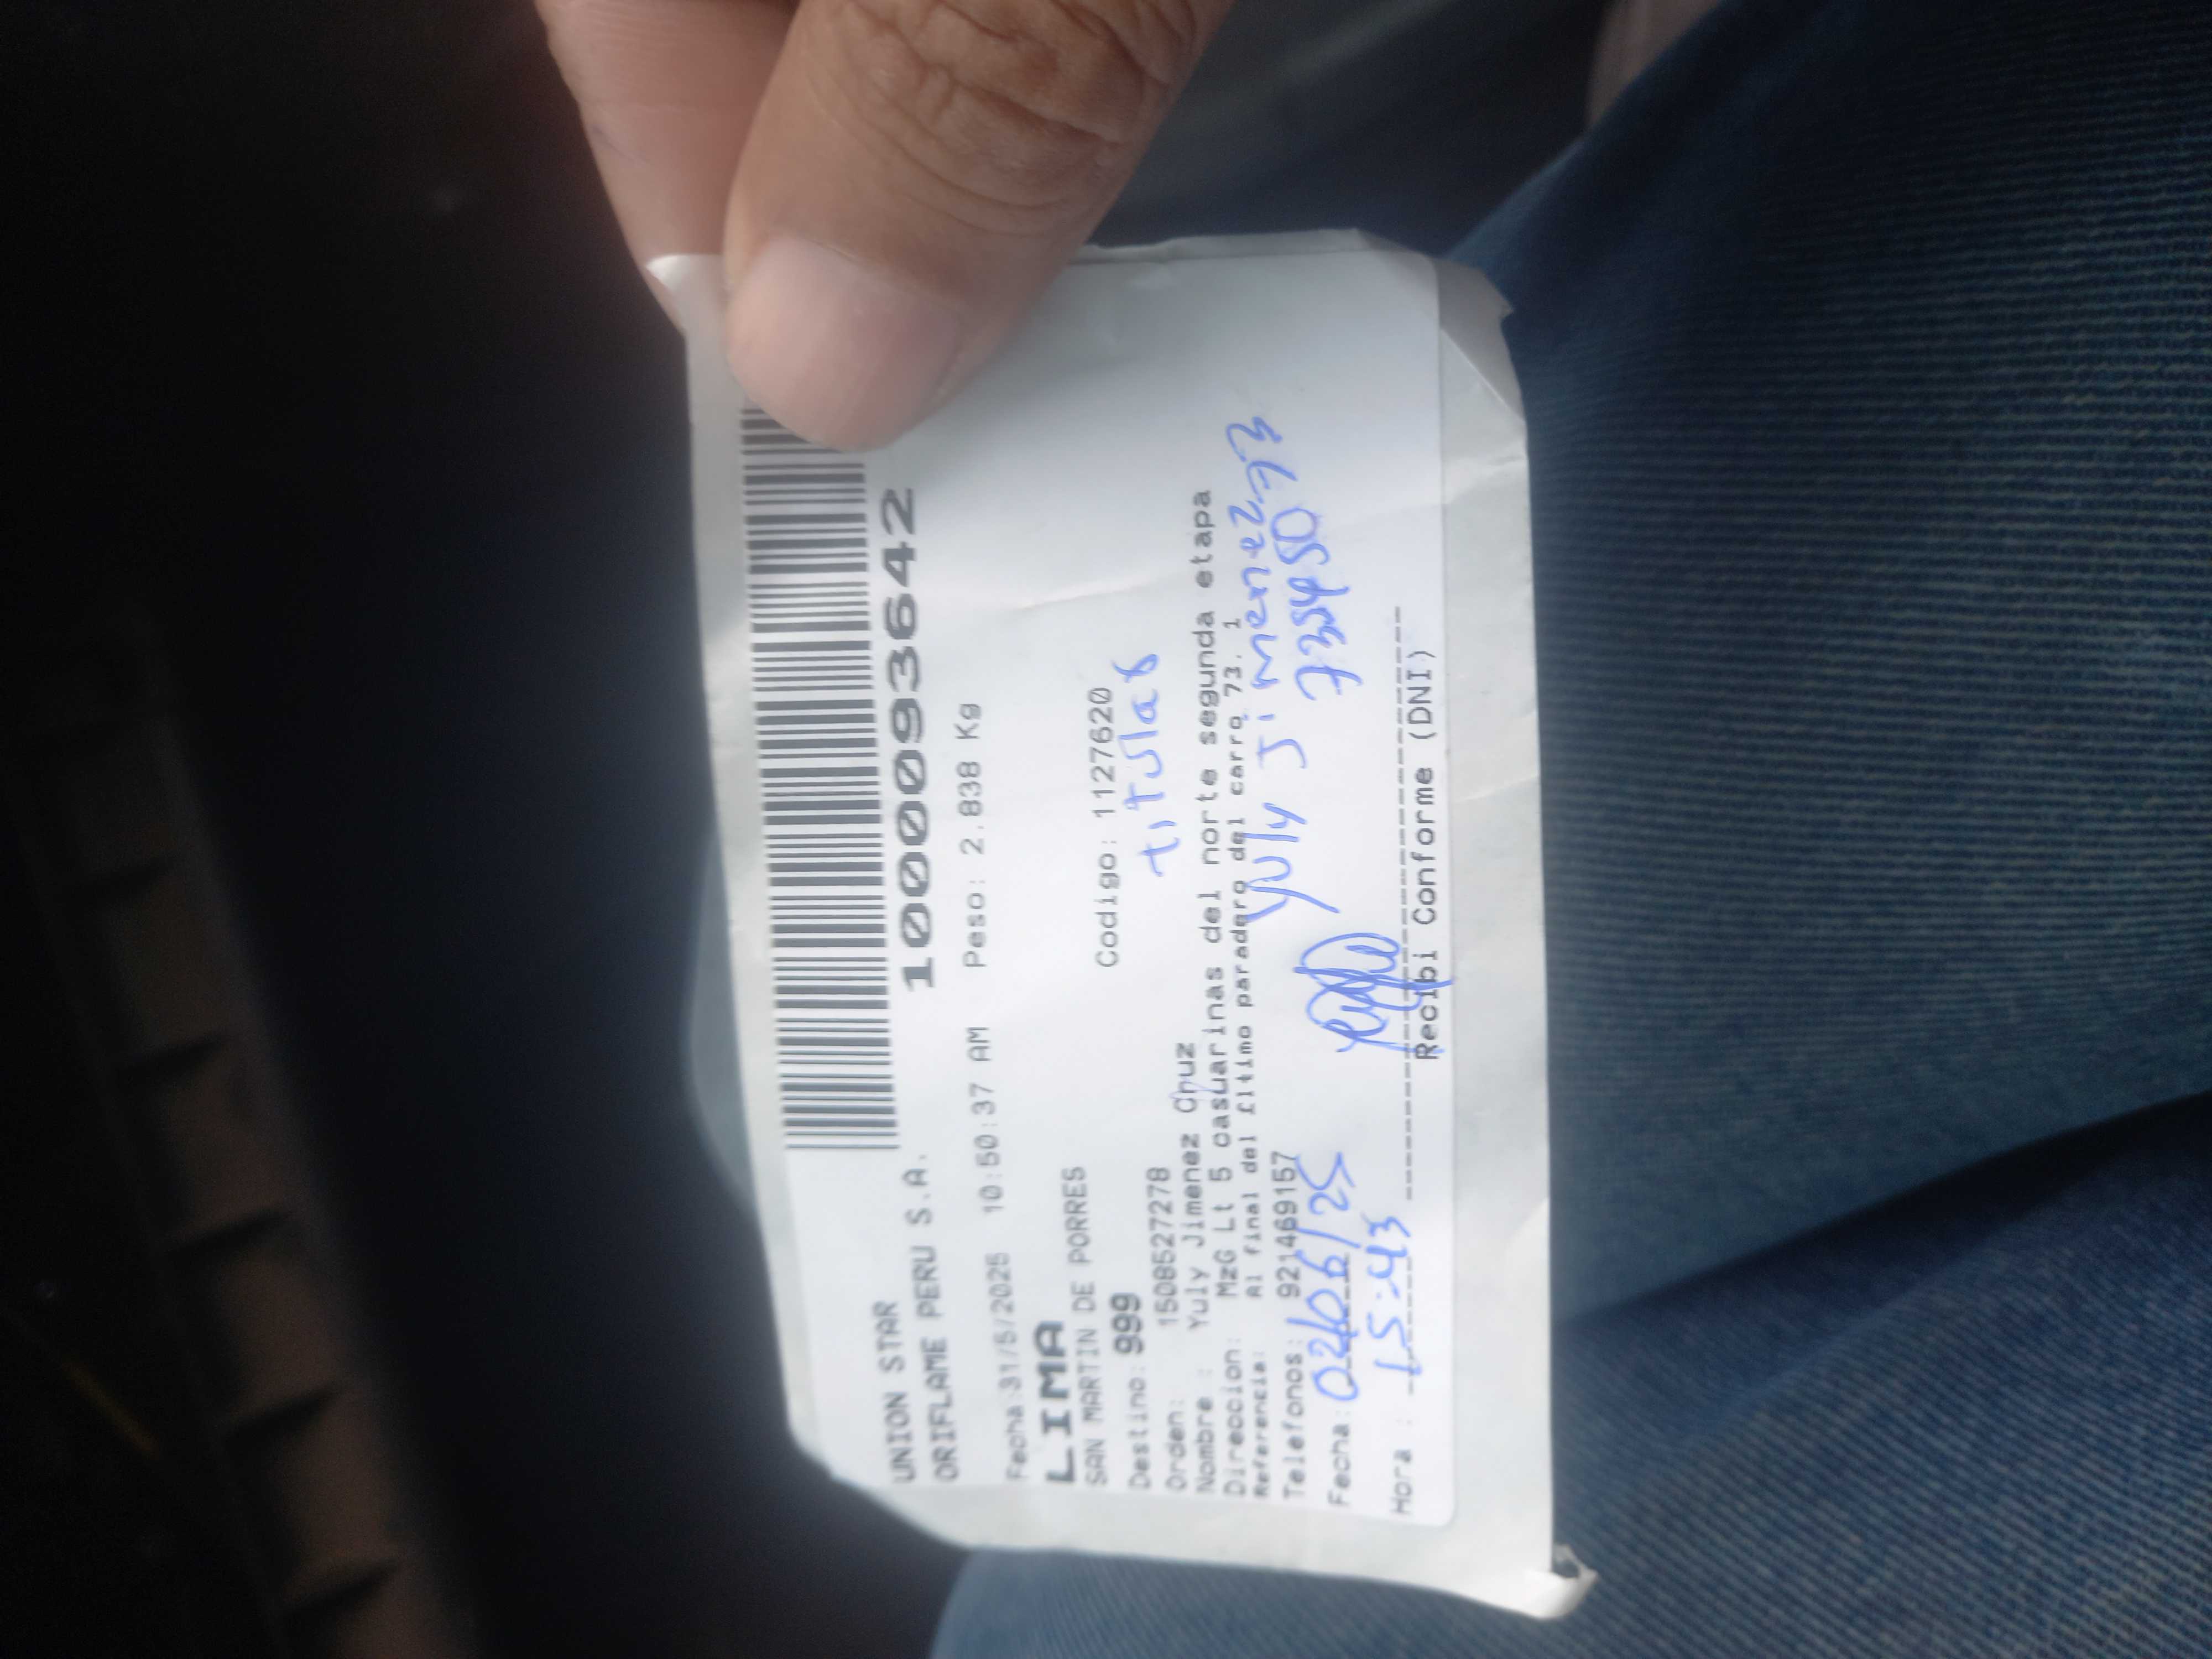 1000093642
UNION STAR
ORIFLAME PERU S.A.
Fecha:31/5/2025 10:50:37 AM Peso: 2.838 Kg
LIMA
SAN MARTIN DE PORRES
Destino: 999 Codigo: 1127620
titular
Orden: 1508527278
Nombre : Yuly Jimenez Cruz
Direccion: MzG Lt 5 casuarinas del norte segunda etapa
Referencia: Al final del £ltimo paradero del carro 73. 1
Telefonos: 921469157
Yuly Jimenez
Fecha: 02/06/25
Hora : 15:43
Recibi Conforme (DNI)